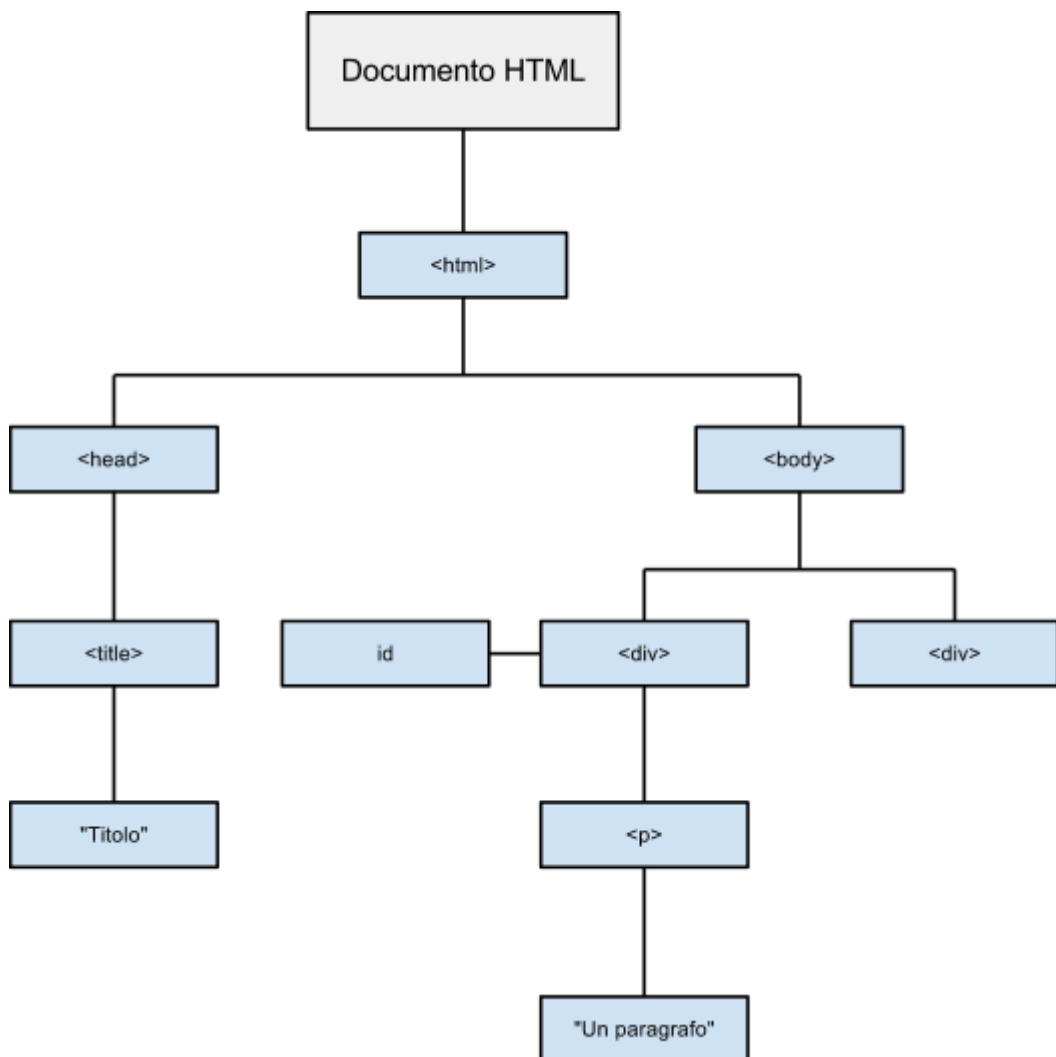 Documento HTML
<html>
<head>
<body>
<title>
id
<div>
<div>
"Titolo"
<p>
"Un paragrafo"